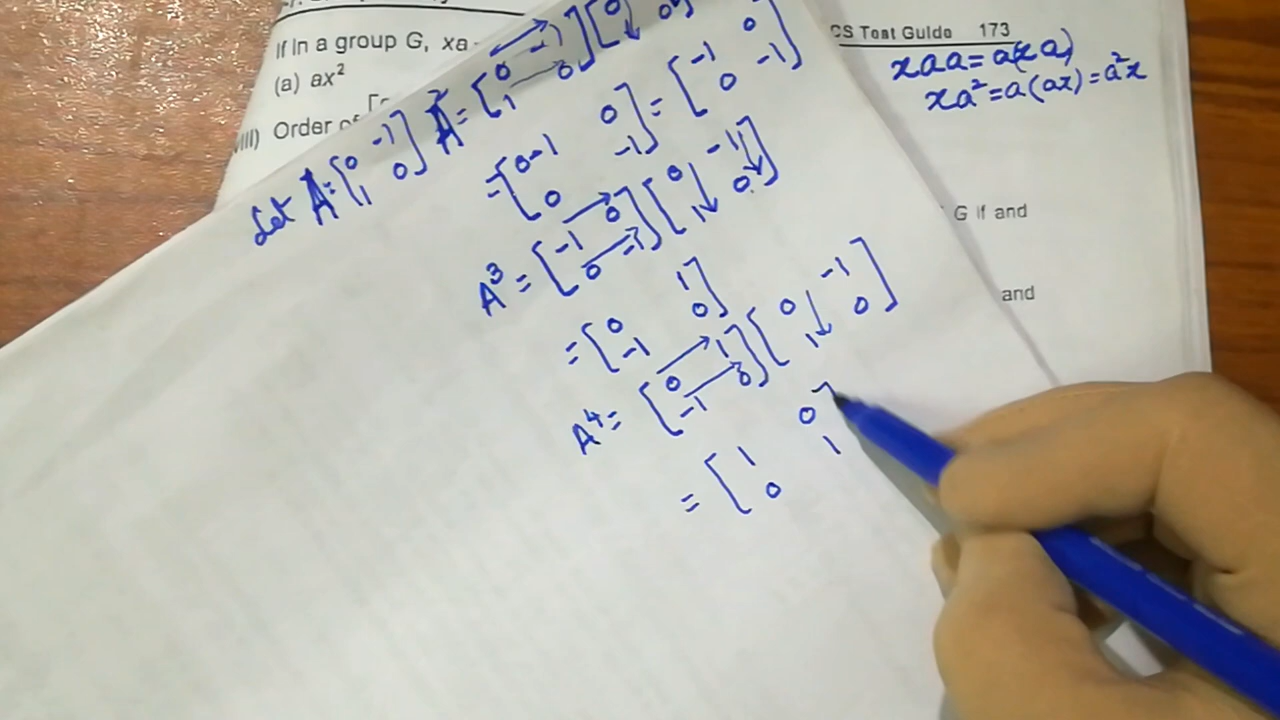 If in a group G, xa
(a) ax²
(iii) Order of
CS Test Guide 173
xaa = a(xa)
xa² = a(ax) = a²x
G if and
and
Let A = [0 -1; 1 0] A² = [0 -1; 1 0] [0
= [0-1 0; 0 -1] = [-1 0; 0 -1]
A³ = [-1 0; 0 -1] [0 -1; 1 0]
= [0 1; -1 0]
A⁴ = [0 1; -1 0] [0 -1; 1 0]
= [1 0; 0 1